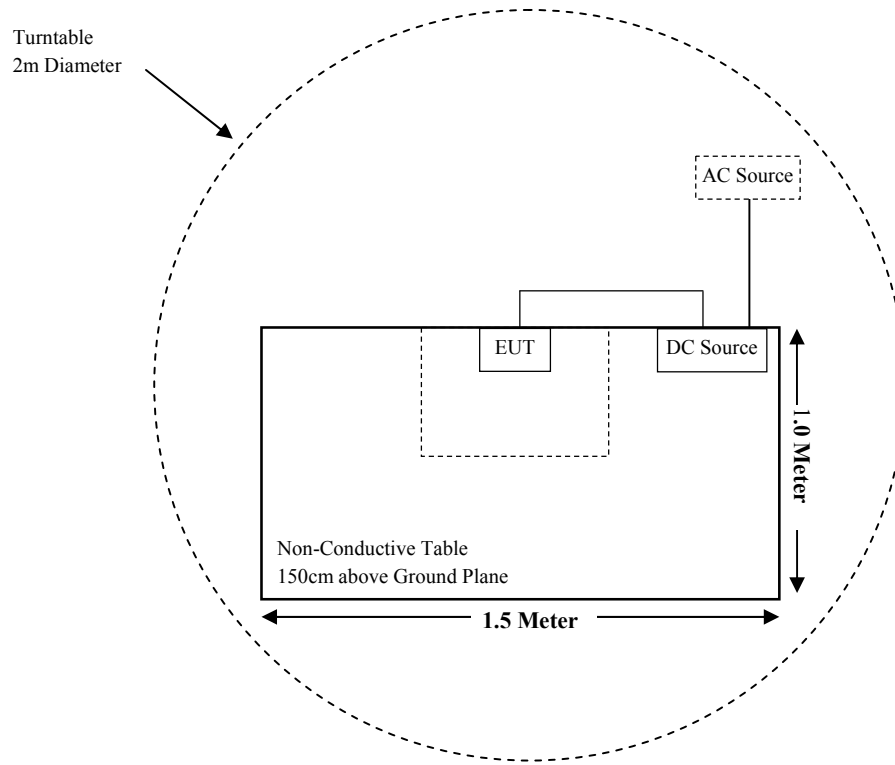 Turntable
2m Diameter
AC Source
EUT
DC Source
1.0 Meter
Non-Conductive Table
150cm above Ground Plane
1.5 Meter